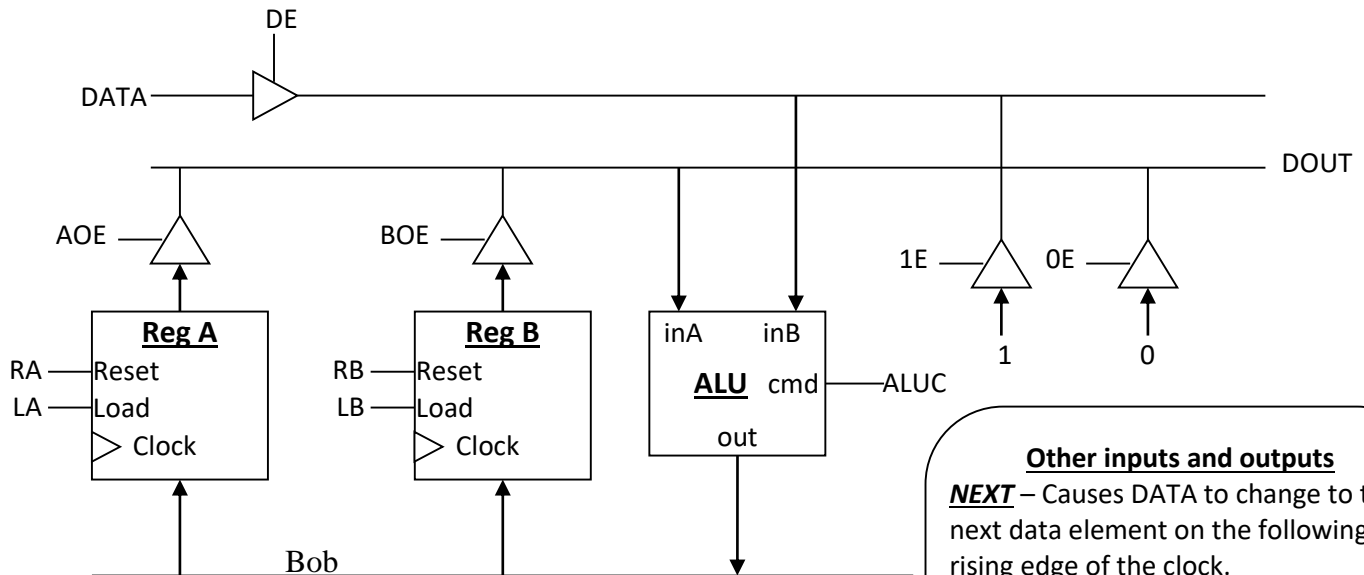 DE
DATA
DOUT
AOE
BOE
1E
0E
Reg A
Reg B
inA inB
1
0
RA
Reset
RB
Reset
ALU cmd
ALUC
LA
Load
LB
Load
Clock
Clock
out
Other inputs and outputs
NEXT – Causes DATA to change to
next data element on the following
rising edge of the clock.
Bob